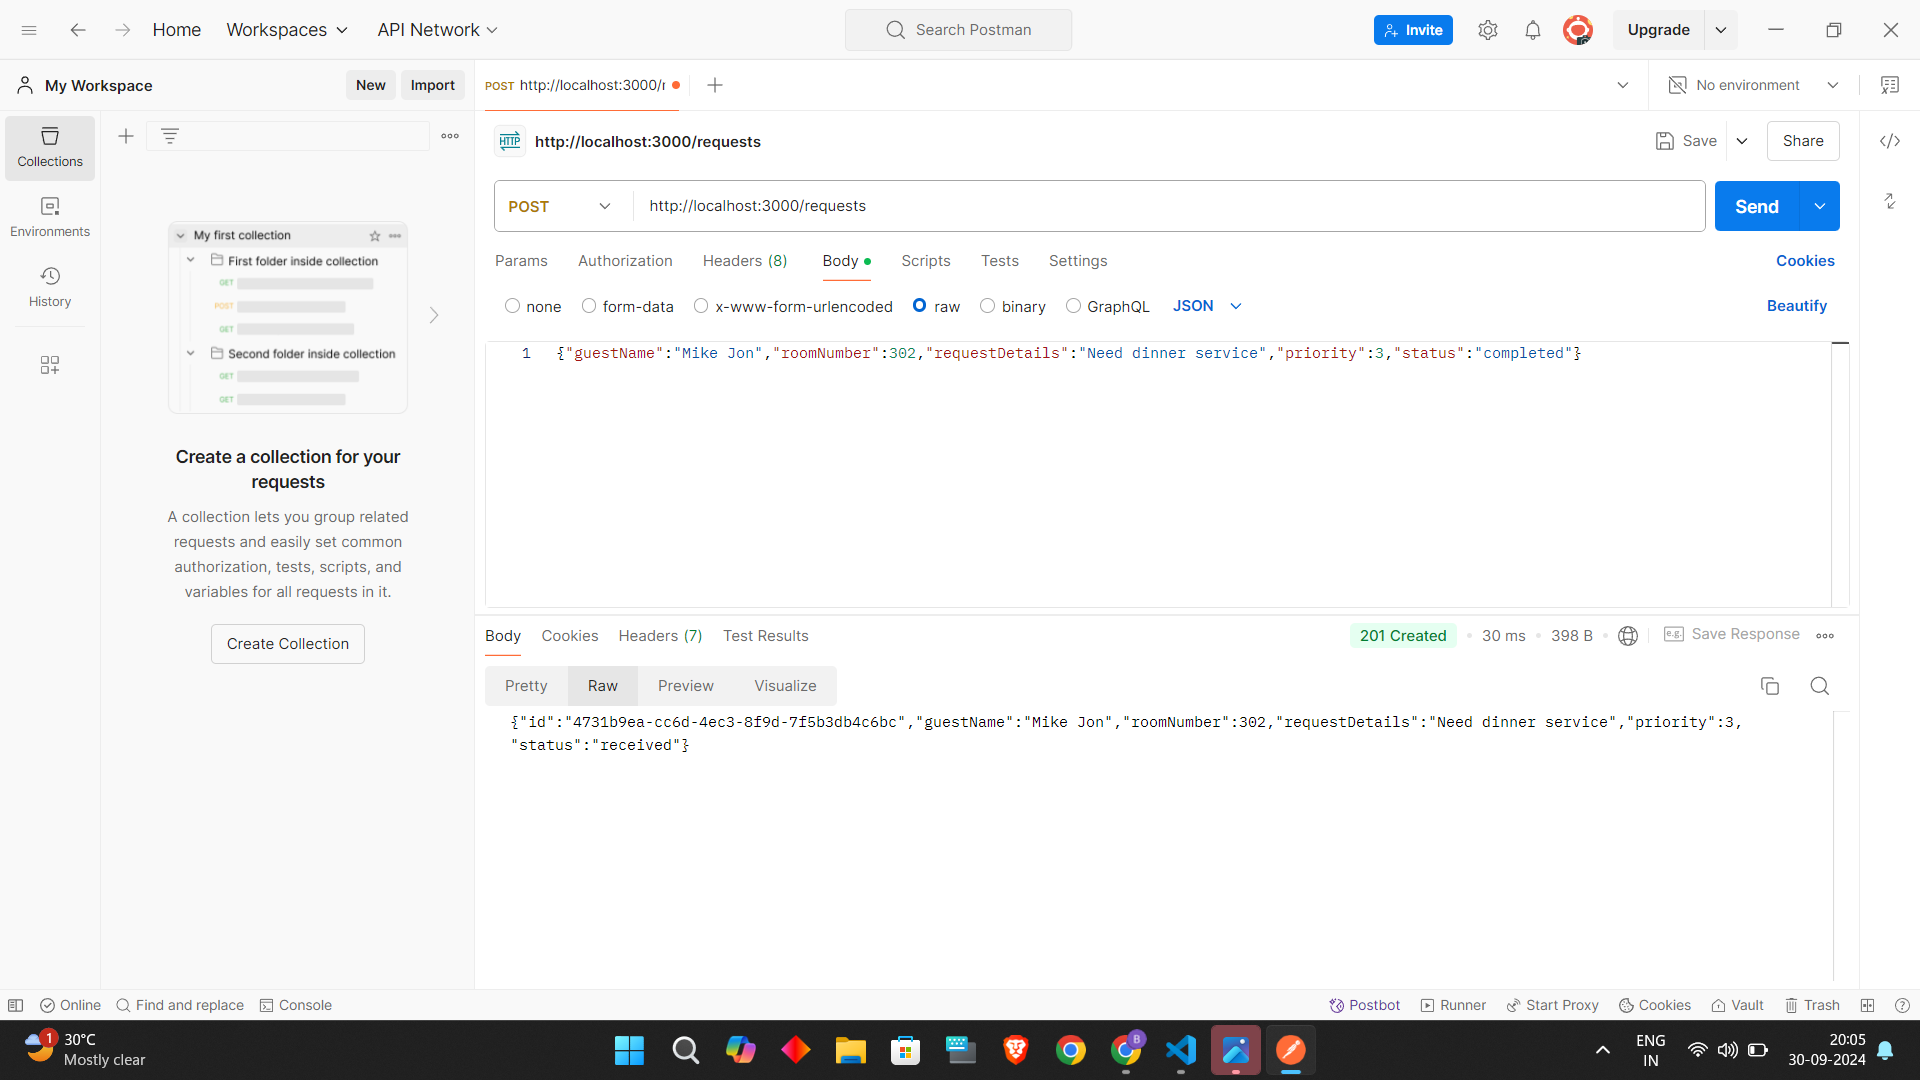 Home
Workspaces
API Network
Search Postman
Invite
Upgrade
My Workspace
New
Import
POST http://localhost:3000/r
No environment
Collections
Environments
History
My first collection
First folder inside collection
GET
POST
GET
Second folder inside collection
GET
GET
Create a collection for your
requests
A collection lets you group related
requests and easily set common
authorization, tests, scripts, and
variables for all requests in it.
Create Collection
HTTP
http://localhost:3000/requests
Save
Share
POST
http://localhost:3000/requests
Send
Params
Authorization
Headers (8)
Body
Scripts
Tests
Settings
Cookies
none
form-data
x-www-form-urlencoded
raw
binary
GraphQL
JSON
Beautify
1
{"guestName":"Mike Jon","roomNumber":302,"requestDetails":"Need dinner service","priority":3,"status":"completed"}
Body
Cookies
Headers (7)
Test Results
201 Created
30 ms
398 B
e.g.
Save Response
Pretty
Raw
Preview
Visualize
{"id":"4731b9ea-cc6d-4ec3-8f9d-7f5b3db4c6bc","guestName":"Mike Jon","roomNumber":302,"requestDetails":"Need dinner service","priority":3,
"status":"received"}
Online
Find and replace
Console
Postbot
Runner
Start Proxy
Cookies
Vault
Trash
1
30°C
Mostly clear
B
ENG
IN
20:05
30-09-2024